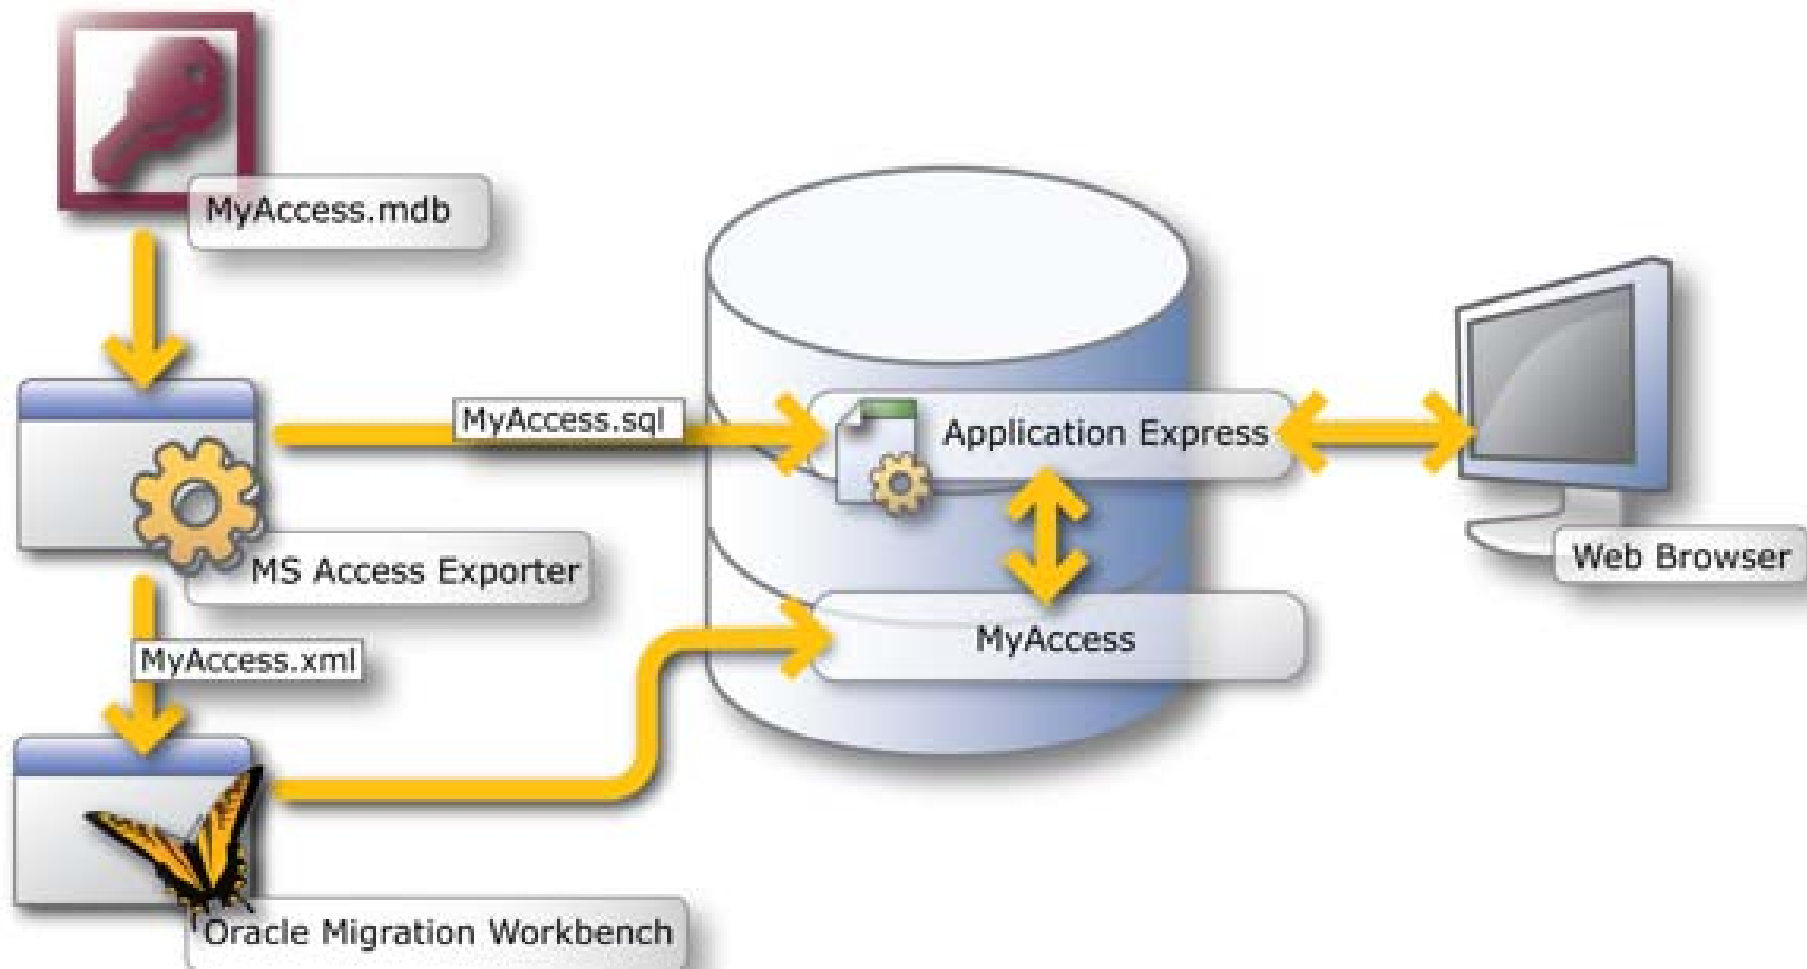 MyAccess.mdb
MyAccess.sql
Application Express
MS Access Exporter
Web Browser
MyAccess.xml
MyAccess
Oracle Migration Workbench